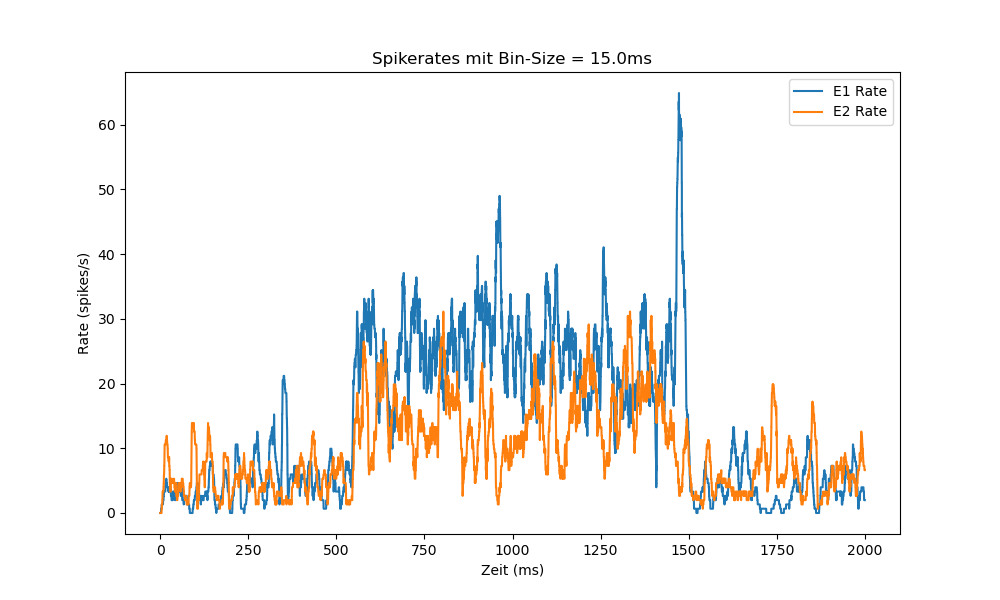 Spikerates mit Bin-Size = 15.0ms
E1 Rate
E2 Rate
Rate (spikes/s)
60
50
40
30
20
10
0
0 250 500 750 1000 1250 1500 1750 2000
Zeit (ms)